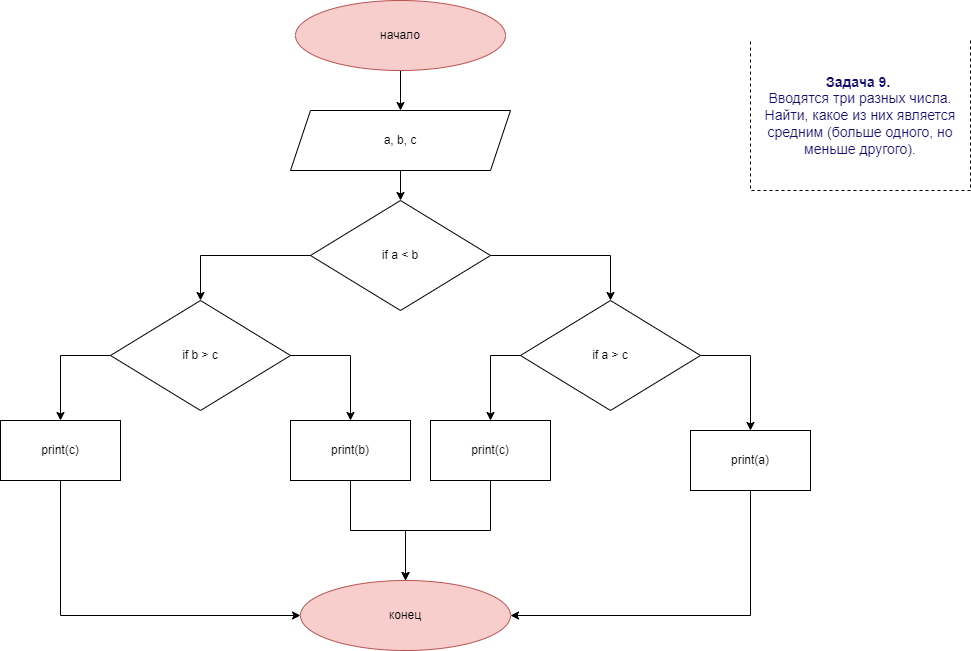 начало
Задача 9.
Вводятся три разных числа.
Найти, какое из них является
средним (больше одного, но
меньше другого).
a, b, c
if a < b
if b > c
if a > c
print(c)
print(b)
print(c)
print(a)
конец